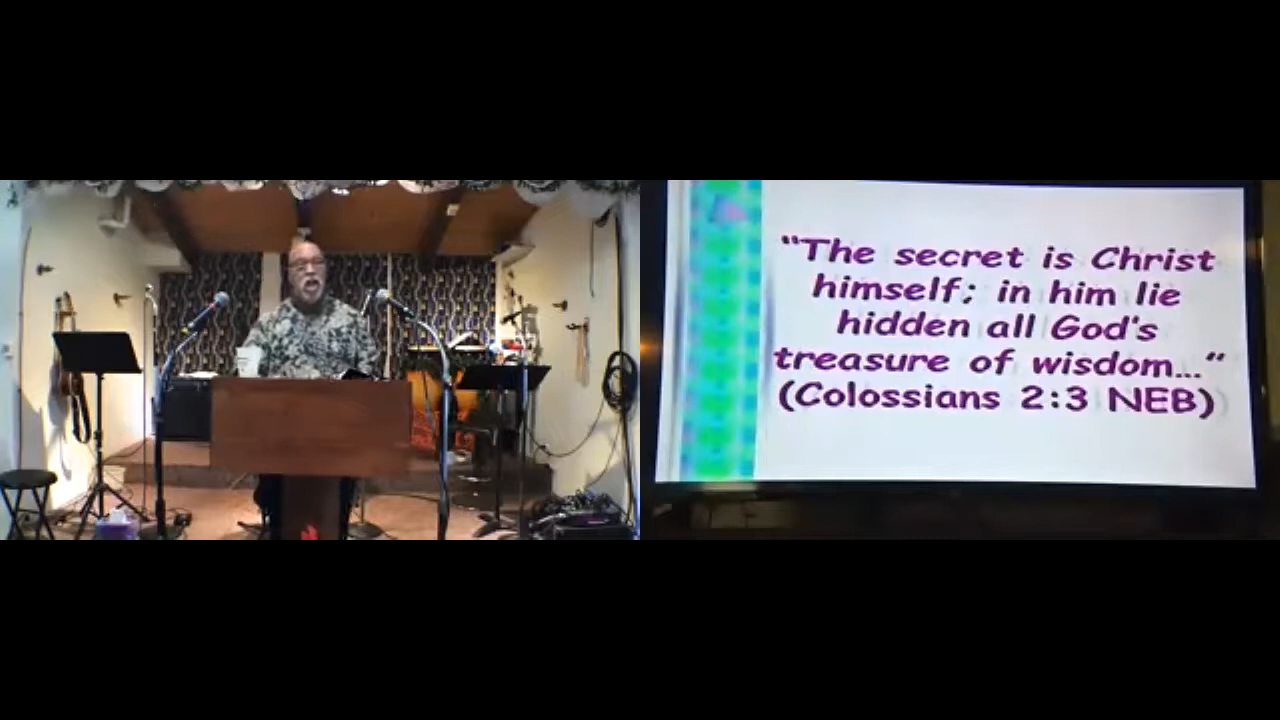 “The secret is Christ
himself; in him lie
hidden all God's
treasure of wisdom...“
(Colossians 2:3 NEB)